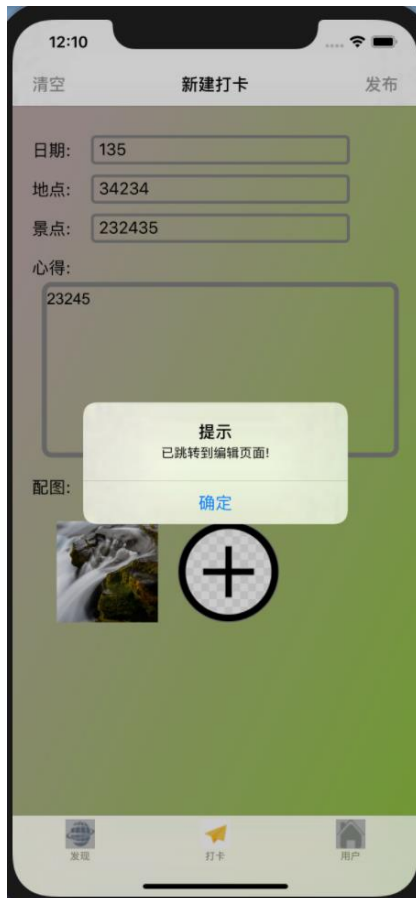 12:10
清空 新建打卡 发布
日期: 135
地点: 34234
景点: 232435
心得:
23245
提示
已跳转到编辑页面!
确定
配图:
发现 打卡 用户